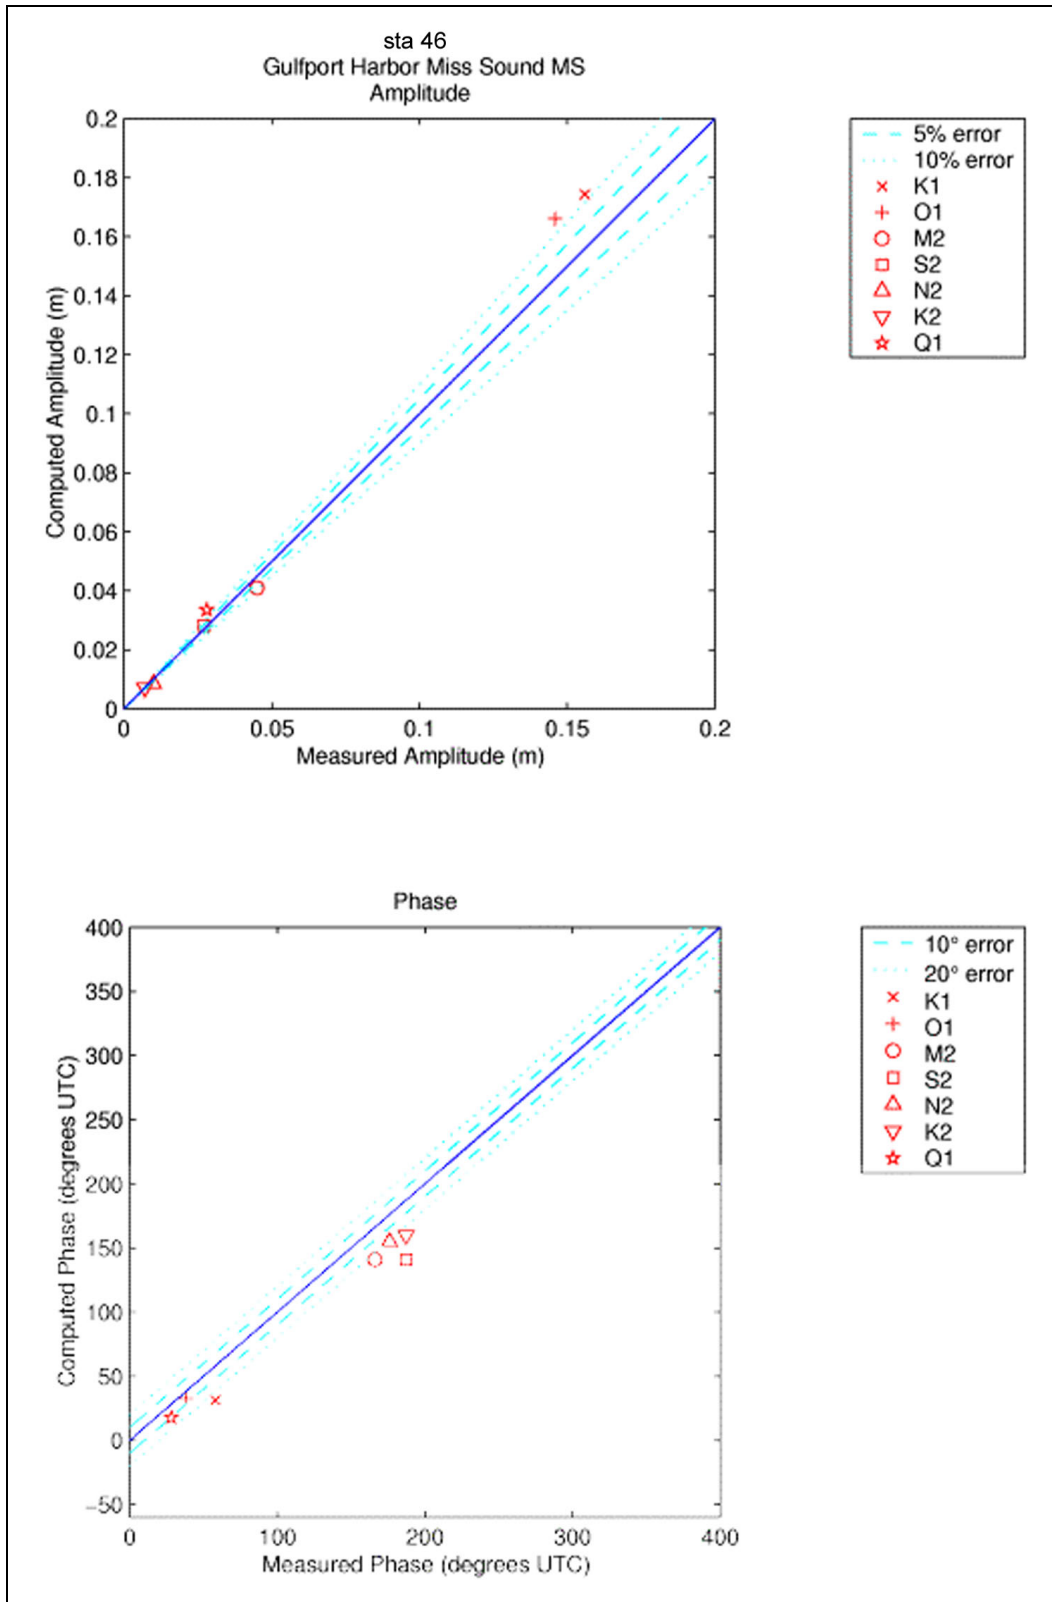 sta 46
Gulfport Harbor Miss Sound MS
Amplitude
0.2
0.18
0.16
0.14
0.12
0.1
0.08
0.06
0.04
0.02
0
Computed Amplitude (m)
0 0.05 0.1 0.15 0.2
Measured Amplitude (m)
5% error
10% error
K1
O1
M2
S2
N2
K2
Q1
Phase
400
350
300
250
200
150
100
50
0
−50
Computed Phase (degrees UTC)
0 100 200 300 400
Measured Phase (degrees UTC)
10° error
20° error
K1
O1
M2
S2
N2
K2
Q1